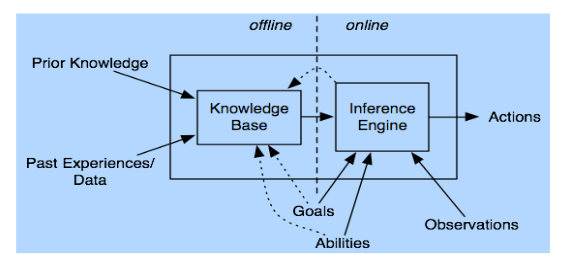 offline
online
Prior Knowledge
Knowledge
Base
Inference
Engine
Actions
Past Experiences/
Data
Goals
Abilities
Observations